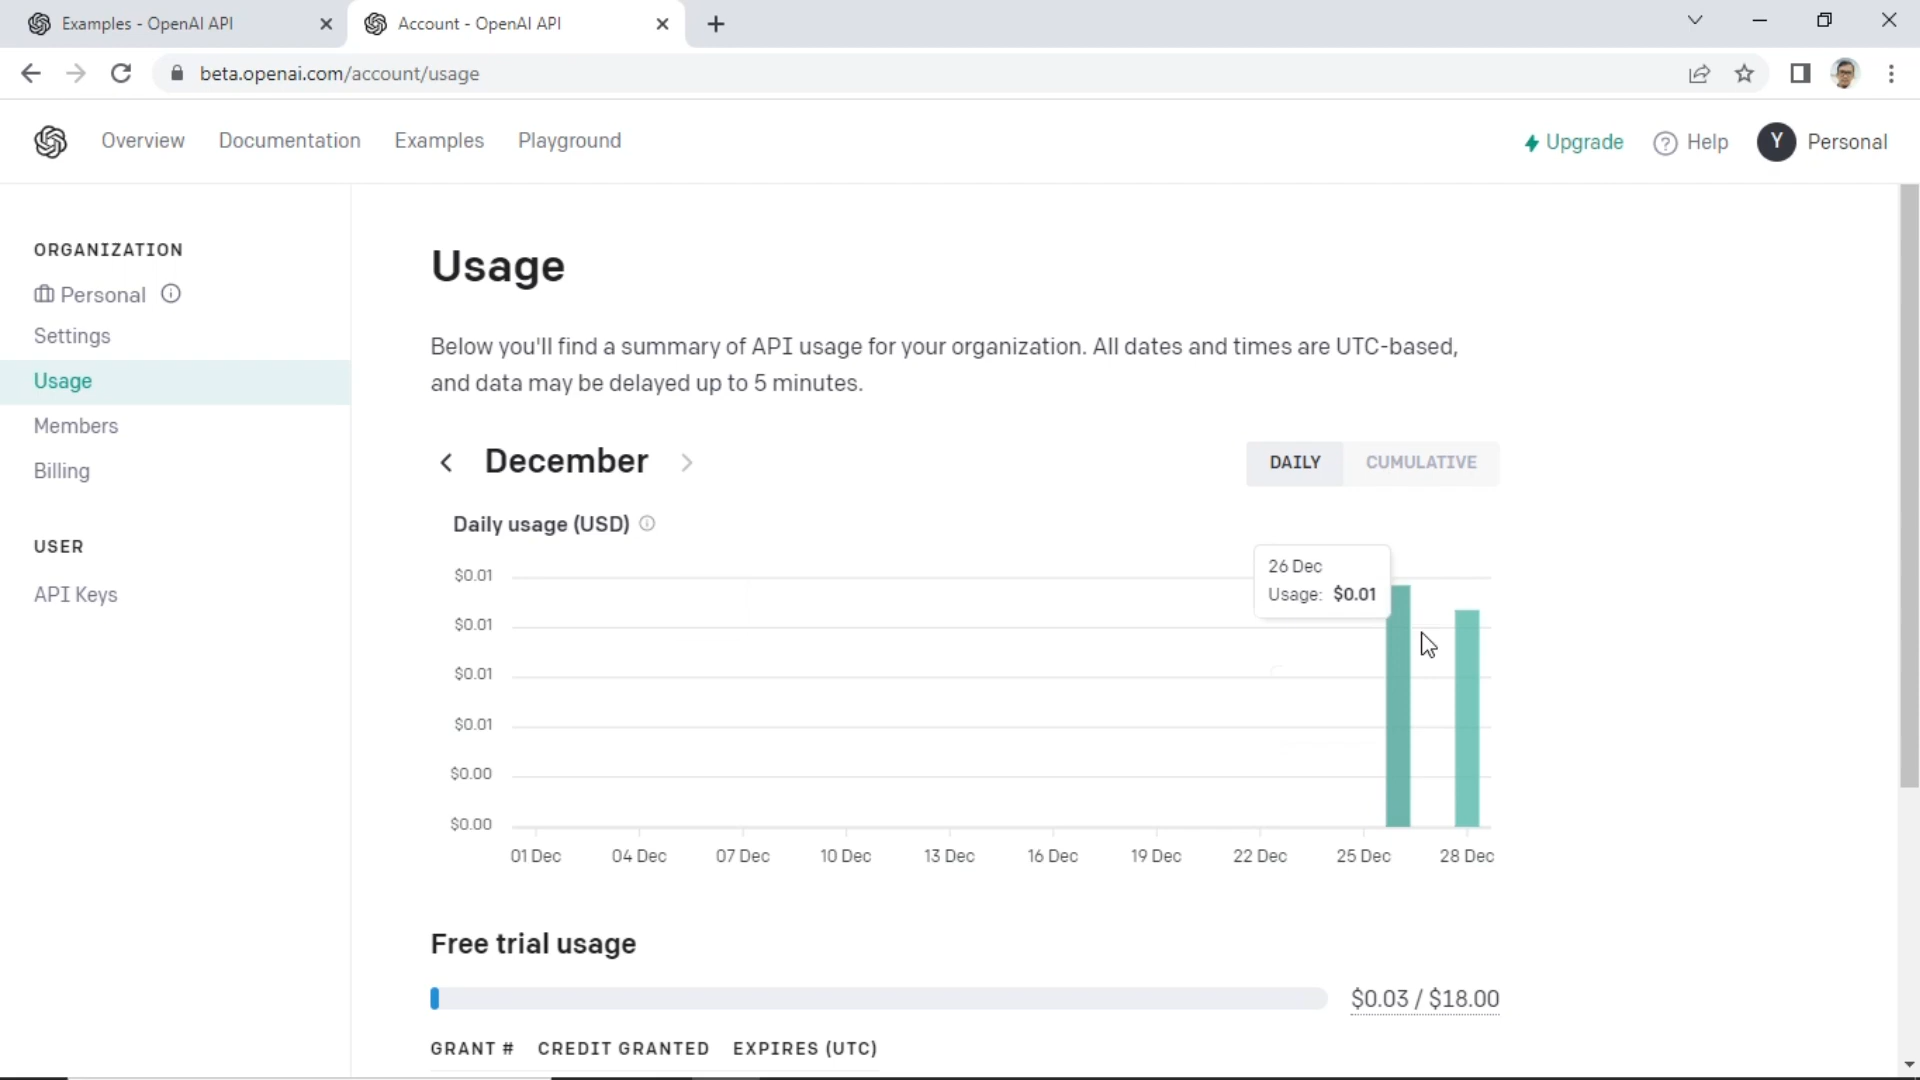 Examples - OpenAI API
Account - OpenAI API
beta.openai.com/account/usage
Overview
Documentation
Examples
Playground
Upgrade
Help
Y
Personal
ORGANIZATION
Personal
Settings
Usage
Members
Billing
USER
API Keys
Usage
Below you'll find a summary of API usage for your organization. All dates and times are UTC-based,
and data may be delayed up to 5 minutes.
December
DAILY
CUMULATIVE
Daily usage (USD)
26 Dec
Usage: $0.01
$0.01
$0.01
$0.01
$0.01
$0.00
$0.00
01 Dec
04 Dec
07 Dec
10 Dec
13 Dec
16 Dec
19 Dec
22 Dec
25 Dec
28 Dec
Free trial usage
$0.03 / $18.00
GRANT #
CREDIT GRANTED
EXPIRES (UTC)